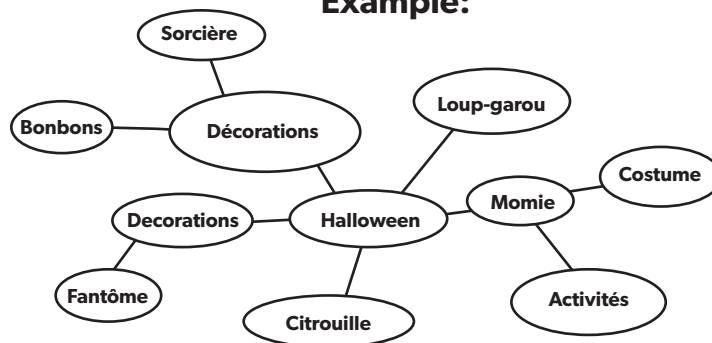 Example:
Sorcière
Bonbons
Décorations
Loup-garou
Costume
Decorations
Halloween
Momie
Fantôme
Citrouille
Activités